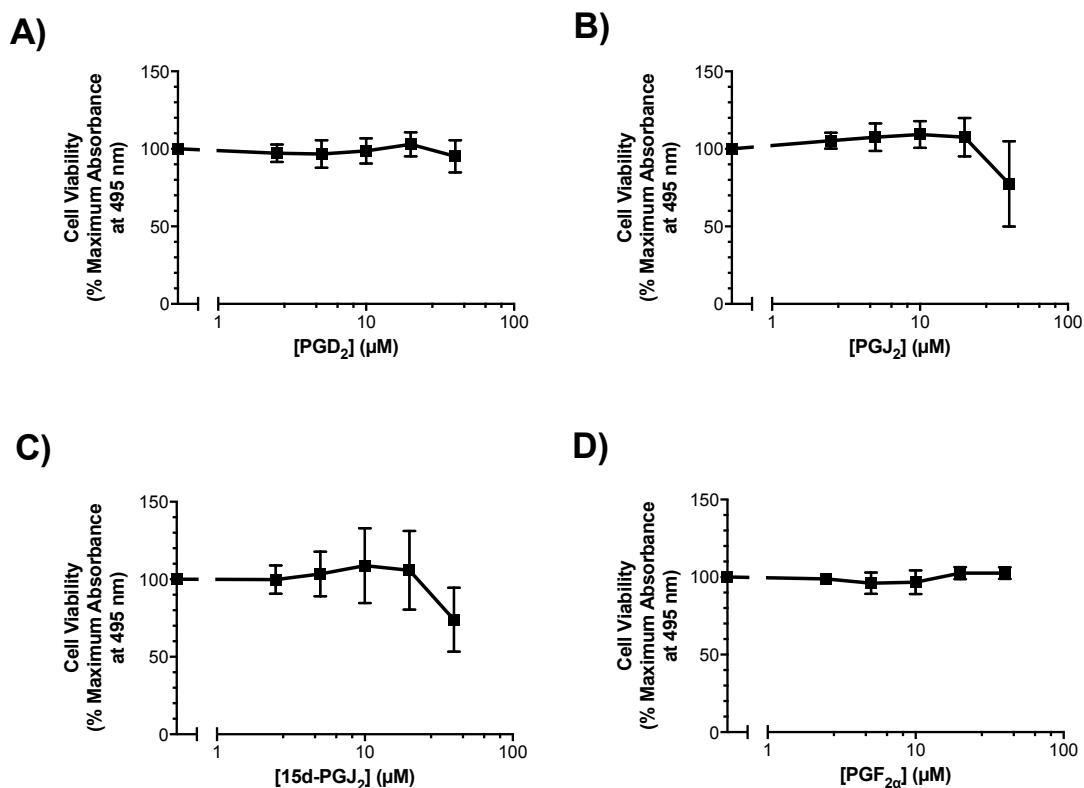 A)
Cell Viability
(% Maximum Absorbance
at 495 nm)
150
100
50
0
1
10
100
[PGD₂] (µM)
B)
Cell Viability
(% Maximum Absorbance
at 495 nm)
150
100
50
0
1
10
100
[PGJ₂] (µM)
C)
Cell Viability
(% Maximum Absorbance
at 495 nm)
150
100
50
0
1
10
100
[15d-PGJ₂] (µM)
D)
Cell Viability
(% Maximum Absorbance
at 495 nm)
150
100
50
0
1
10
100
[PGF₂α] (µM)